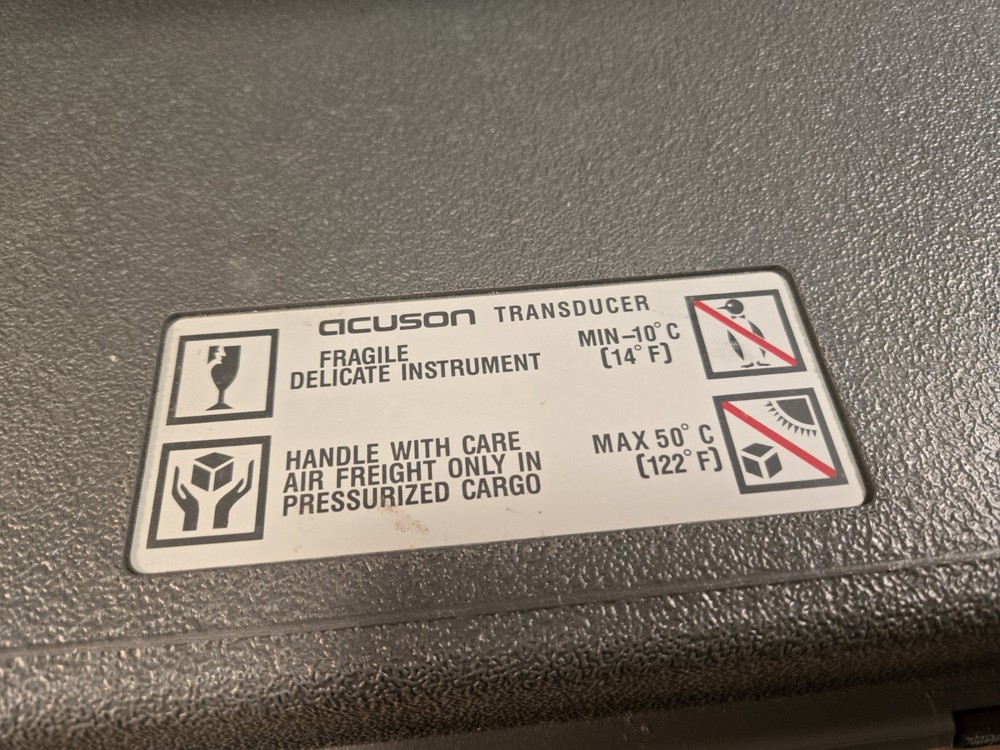 acuson TRANSDUCER
FRAGILE
DELICATE INSTRUMENT
MIN-10°C
(14°F)
HANDLE WITH CARE
AIR FREIGHT ONLY IN
PRESSURIZED CARGO
MAX 50°C
(122°F)